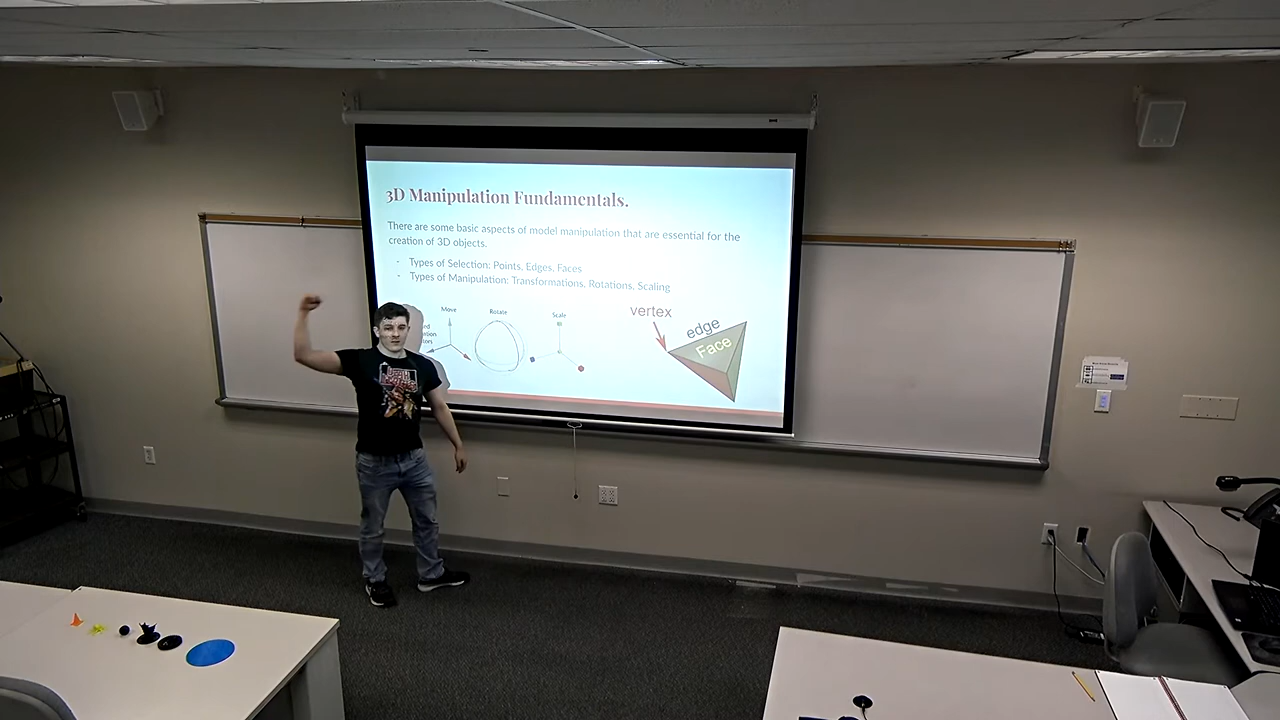 3D Manipulation Fundamentals.
There are some basic aspects of model manipulation that are essential for the
creation of 3D objects.
- Types of Selection: Points, Edges, Faces
- Types of Manipulation: Transformations, Rotations, Scaling
Move
Rotate
Scale
vertex
edge
Face